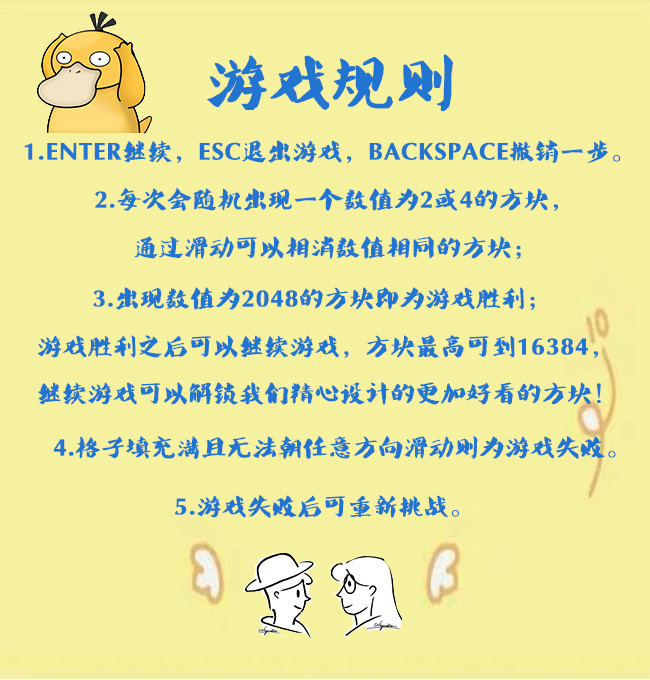 游戏规则
1.ENTER继续，ESC退出游戏，BACKSPACE撤销一步。
2.每次会随机出现一个数值为2或4的方块，
通过滑动可以相消数值相同的方块；
3.出现数值为2048的方块即为游戏胜利；
游戏胜利之后可以继续游戏，方块最高可到16384，
继续游戏可以解锁我们精心设计的更加好看的方块！
4.格子填充满且无法朝任意方向滑动则为游戏失败。
5.游戏失败后可重新挑战。